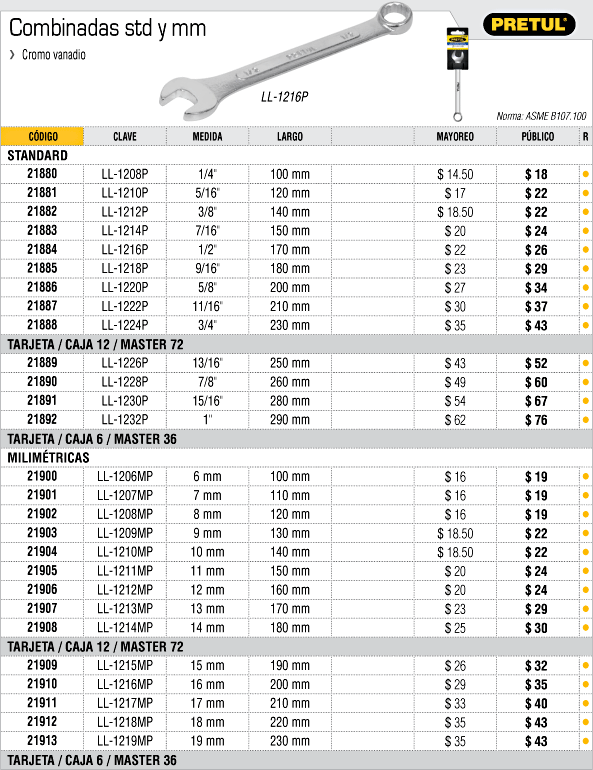 Combinadas std y mm
PRETUL®
› Cromo vanadio
PRETUL
LL-1216P
Norma: ASME B107.100
CÓDIGO CLAVE MEDIDA LARGO MAYOREO PÚBLICO R
STANDARD
21880 LL-1208P 1/4" 100 mm $ 14.50 $ 18
21881 LL-1210P 5/16" 120 mm $ 17 $ 22
21882 LL-1212P 3/8" 140 mm $ 18.50 $ 22
21883 LL-1214P 7/16" 150 mm $ 20 $ 24
21884 LL-1216P 1/2" 170 mm $ 22 $ 26
21885 LL-1218P 9/16" 180 mm $ 23 $ 29
21886 LL-1220P 5/8" 200 mm $ 27 $ 34
21887 LL-1222P 11/16" 210 mm $ 30 $ 37
21888 LL-1224P 3/4" 230 mm $ 35 $ 43
TARJETA / CAJA 12 / MASTER 72
21889 LL-1226P 13/16" 250 mm $ 43 $ 52
21890 LL-1228P 7/8" 260 mm $ 49 $ 60
21891 LL-1230P 15/16" 280 mm $ 54 $ 67
21892 LL-1232P 1" 290 mm $ 62 $ 76
TARJETA / CAJA 6 / MASTER 36
MILIMÉTRICAS
21900 LL-1206MP 6 mm 100 mm $ 16 $ 19
21901 LL-1207MP 7 mm 110 mm $ 16 $ 19
21902 LL-1208MP 8 mm 120 mm $ 16 $ 19
21903 LL-1209MP 9 mm 130 mm $ 18.50 $ 22
21904 LL-1210MP 10 mm 140 mm $ 18.50 $ 22
21905 LL-1211MP 11 mm 150 mm $ 20 $ 24
21906 LL-1212MP 12 mm 160 mm $ 20 $ 24
21907 LL-1213MP 13 mm 170 mm $ 23 $ 29
21908 LL-1214MP 14 mm 180 mm $ 25 $ 30
TARJETA / CAJA 12 / MASTER 72
21909 LL-1215MP 15 mm 190 mm $ 26 $ 32
21910 LL-1216MP 16 mm 200 mm $ 29 $ 35
21911 LL-1217MP 17 mm 210 mm $ 33 $ 40
21912 LL-1218MP 18 mm 220 mm $ 35 $ 43
21913 LL-1219MP 19 mm 230 mm $ 35 $ 43
TARJETA / CAJA 6 / MASTER 36